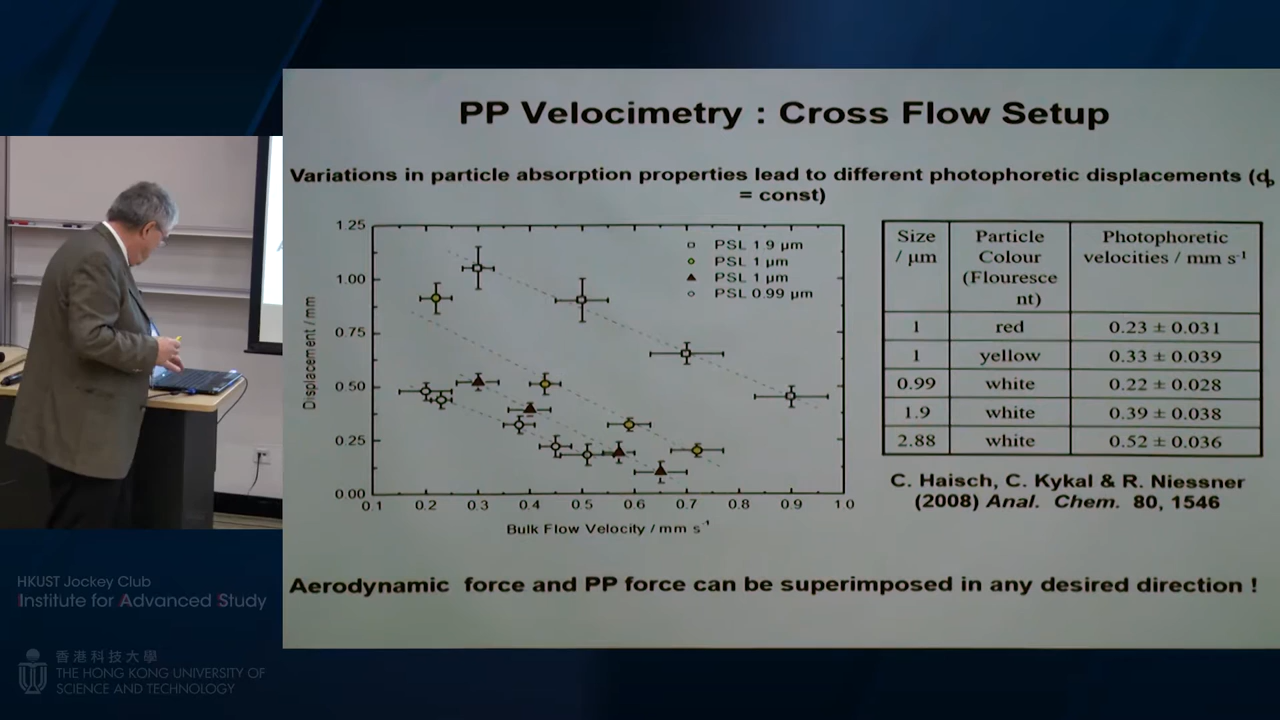 PP Velocimetry : Cross Flow Setup
Variations in particle absorption properties lead to different photophoretic displacements (dp
= const)
1.25
1.00
0.75
0.50
0.25
0.00
Displacement / mm
PSL 1.9 µm
PSL 1 µm
PSL 1 µm
PSL 0.99 µm
0.1 0.2 0.3 0.4 0.5 0.6 0.7 0.8 0.9 1.0
Bulk Flow Velocity / mm s⁻¹
Size / µm Particle Colour (Flouresce nt) Photophoretic velocities / mm s⁻¹
1 red 0.23 ± 0.031
1 yellow 0.33 ± 0.039
0.99 white 0.22 ± 0.028
1.9 white 0.39 ± 0.038
2.88 white 0.52 ± 0.036
C. Haisch, C. Kykal & R. Niessner
(2008) Anal. Chem. 80, 1546
Aerodynamic force and PP force can be superimposed in any desired direction !
HKUST Jockey Club
Institute for Advanced Study
香港科技大學
THE HONG KONG UNIVERSITY OF
SCIENCE AND TECHNOLOGY